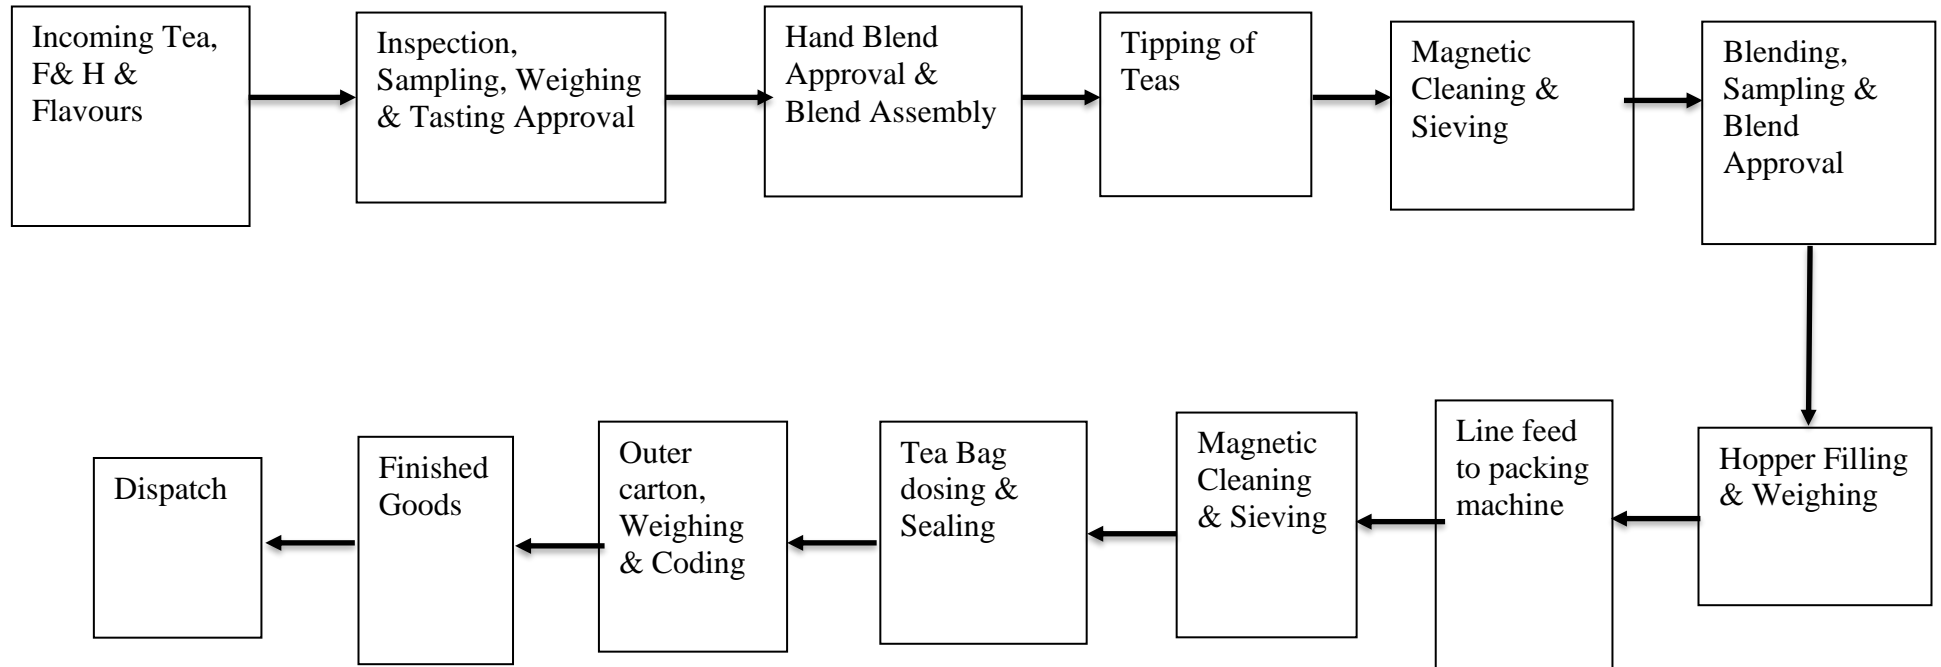 Incoming Tea,
F& H &
Flavours
Inspection,
Sampling, Weighing
& Tasting Approval
Hand Blend
Approval &
Blend Assembly
Tipping of
Teas
Magnetic
Cleaning &
Sieving
Blending,
Sampling &
Blend
Approval
Hopper Filling
& Weighing
Line feed
to packing
machine
Magnetic
Cleaning
& Sieving
Tea Bag
dosing &
Sealing
Outer
carton,
Weighing
& Coding
Finished
Goods
Dispatch